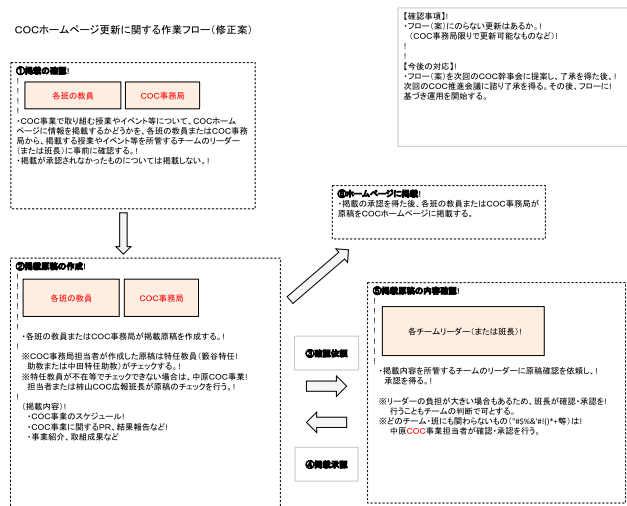 COCホームページ更新に関する作業フロー(修正案)
【確認事項】!
・フロー(案)にのらない更新はあるか。!
(COC事務局限りで更新可能なものなど)!
!
!
【今後の対応】!
・フロー(案)を次回のCOC幹事会に提案し、了承を得た後、!
次回のCOC推進会議に諮り了承を得る。その後、フローに!
基づき運用を開始する。
①掲載の確認!
!
!
!
各班の教員
COC事務局
・COC事業で取り組む授業やイベント等について、COCホーム
ページに情報を掲載するかどうかを、各班の教員またはCOC事務
局から、掲載する授業やイベント等を所管するチームのリーダー
(または班長)に事前に確認する。!
・掲載が承認されなかったものについては掲載しない。!
⑥ホームページに掲載!
・掲載の承認を得た後、各班の教員またはCOC事務局が
原稿をCOCホームページに掲載する。
②掲載原稿の作成!
!
!
!
!
各班の教員
COC事務局
・各班の教員またはCOC事務局が掲載原稿を作成する。!
!
※COC事務局担当者が作成した原稿は特任教員(籔谷特任!
助教または中田特任助教)がチェックする。!
※特任教員が不在等でチェックできない場合は、中原COC事業!
担当者または柿山COC広報班長が原稿のチェックを行う。!
!
(掲載内容)!
・COC事業のスケジュール!
・COC事業に関するPR、結果報告など!
・事業紹介、取組成果など
③確認依頼
④掲載承認
⑤掲載原稿の内容確認!
!
!
!
!
各チームリーダー(または班長)!
・掲載内容を所管するチームのリーダーに原稿確認を依頼し、!
承認を得る。!
!
※リーダーの負担が大きい場合もあるため、班長が確認・承認を!
行うこともチームの判断で可とする。
※どのチーム・班にも関わらないもの("#$%&'#!()*+等)は!
中原COC事業担当者が確認・承認を行う。